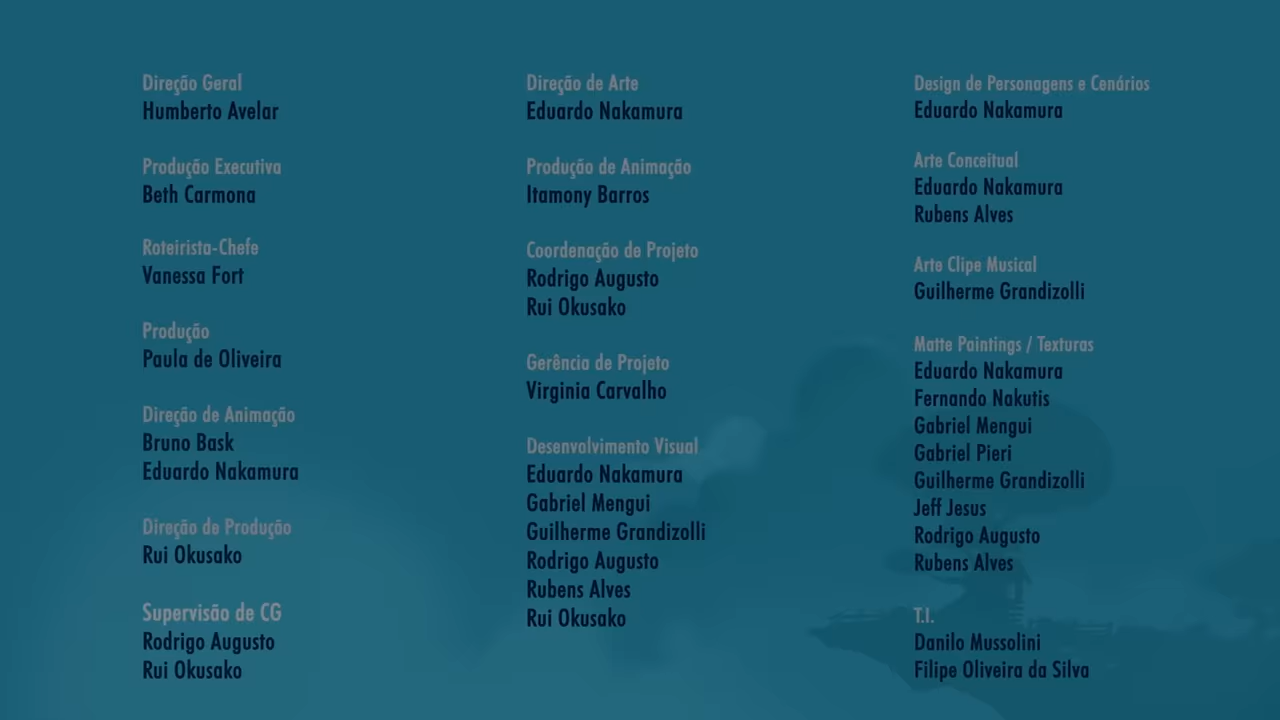 Direção Geral
Humberto Avelar
Produção Executiva
Beth Carmona
Roteirista-Chefe
Vanessa Fort
Produção
Paula de Oliveira
Direção de Animação
Bruno Bask
Eduardo Nakamura
Direção de Produção
Rui Okusako
Supervisão de CG
Rodrigo Augusto
Rui Okusako
Direção de Arte
Eduardo Nakamura
Produção de Animação
Itamony Barros
Coordenação de Projeto
Rodrigo Augusto
Rui Okusako
Gerência de Projeto
Virginia Carvalho
Desenvolvimento Visual
Eduardo Nakamura
Gabriel Mengui
Guilherme Grandizolli
Rodrigo Augusto
Rubens Alves
Rui Okusako
Design de Personagens e Cenários
Eduardo Nakamura
Arte Conceitual
Eduardo Nakamura
Rubens Alves
Arte Clipe Musical
Guilherme Grandizolli
Matte Paintings / Texturas
Eduardo Nakamura
Fernando Nakutis
Gabriel Mengui
Gabriel Pieri
Guilherme Grandizolli
Jeff Jesus
Rodrigo Augusto
Rubens Alves
T.I.
Danilo Mussolini
Filipe Oliveira da Silva